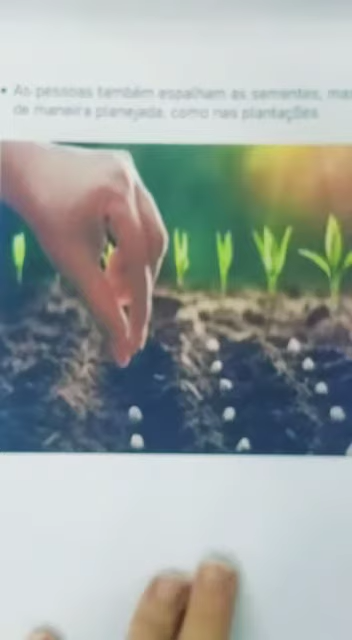 • As pessoas também espalham as sementes, mas
de maneira planejada, como nas plantações